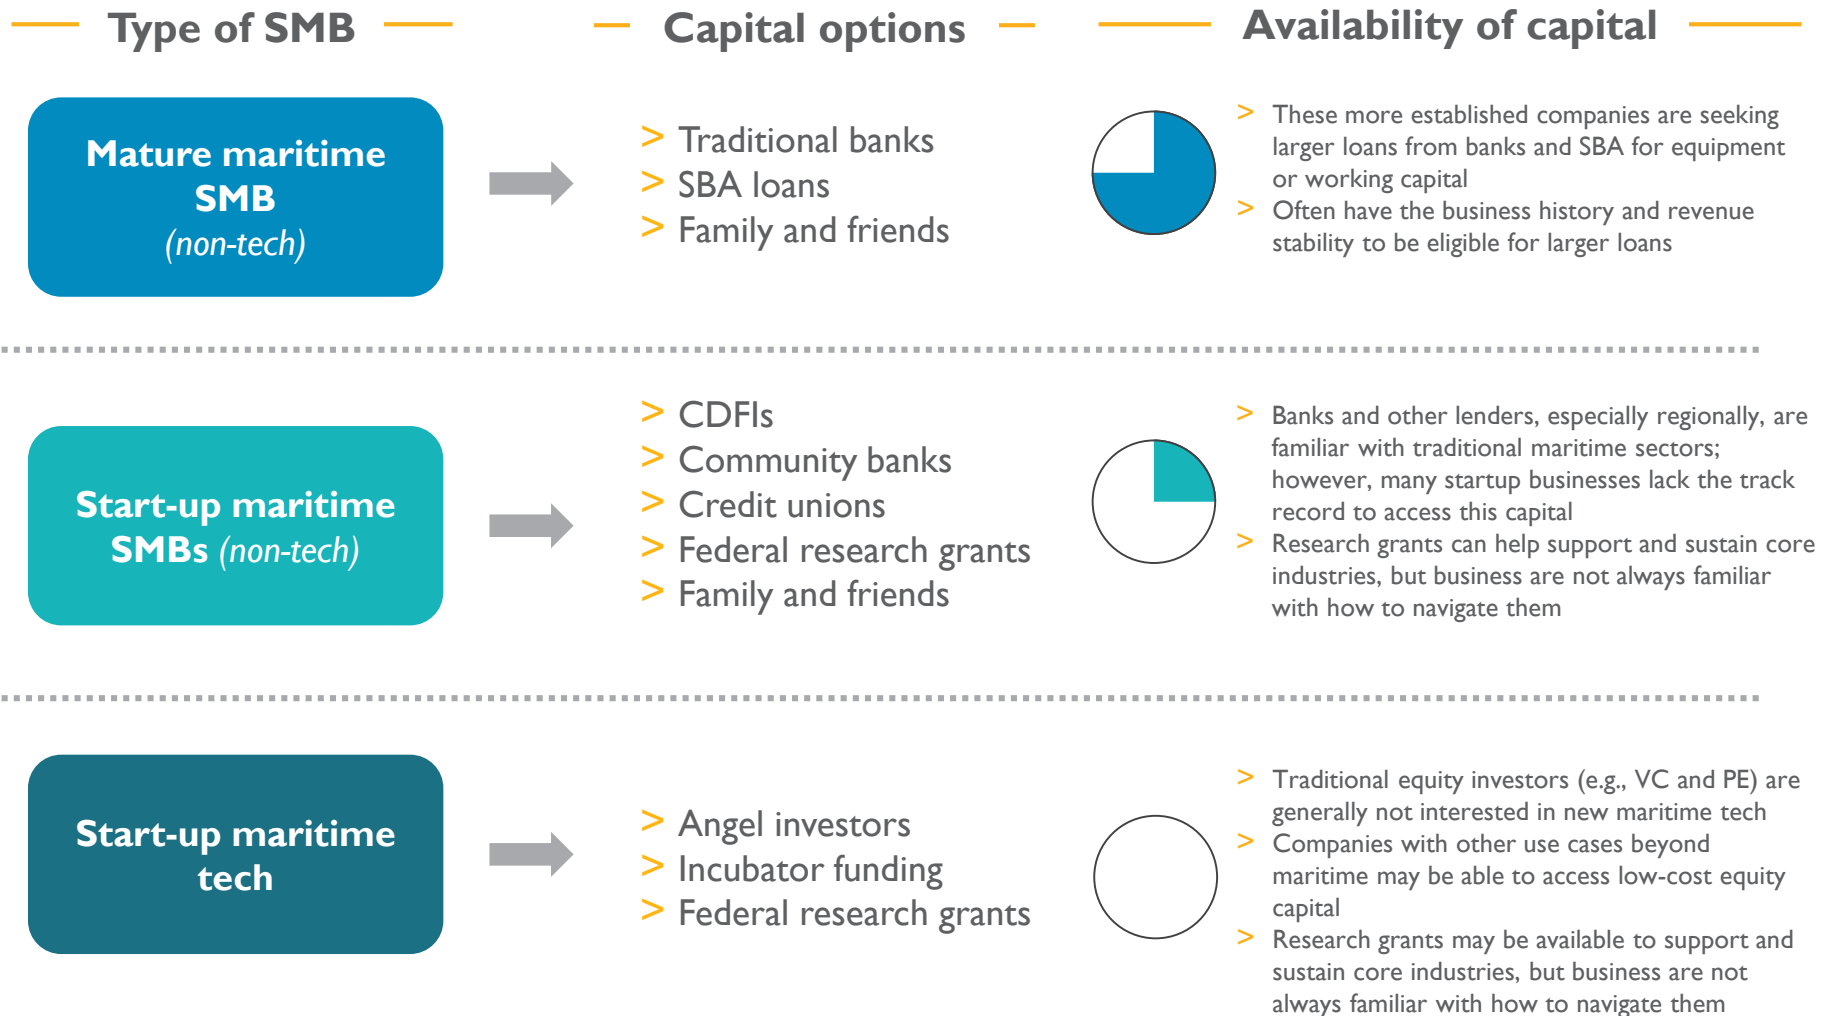 Type of SMB
Capital options
Availability of capital
Mature maritime
SMB
(non-tech)
> Traditional banks
> SBA loans
> Family and friends
> These more established companies are seeking
larger loans from banks and SBA for equipment
or working capital
> Often have the business history and revenue
stability to be eligible for larger loans
Start-up maritime
SMBs (non-tech)
> CDFIs
> Community banks
> Credit unions
> Federal research grants
> Family and friends
> Banks and other lenders, especially regionally, are
familiar with traditional maritime sectors;
however, many startup businesses lack the track
record to access this capital
> Research grants can help support and sustain core
industries, but business are not always familiar
with how to navigate them
Start-up maritime
tech
> Angel investors
> Incubator funding
> Federal research grants
> Traditional equity investors (e.g., VC and PE) are
generally not interested in new maritime tech
> Companies with other use cases beyond
maritime may be able to access low-cost equity
capital
> Research grants may be available to support and
sustain core industries, but business are not
always familiar with how to navigate them